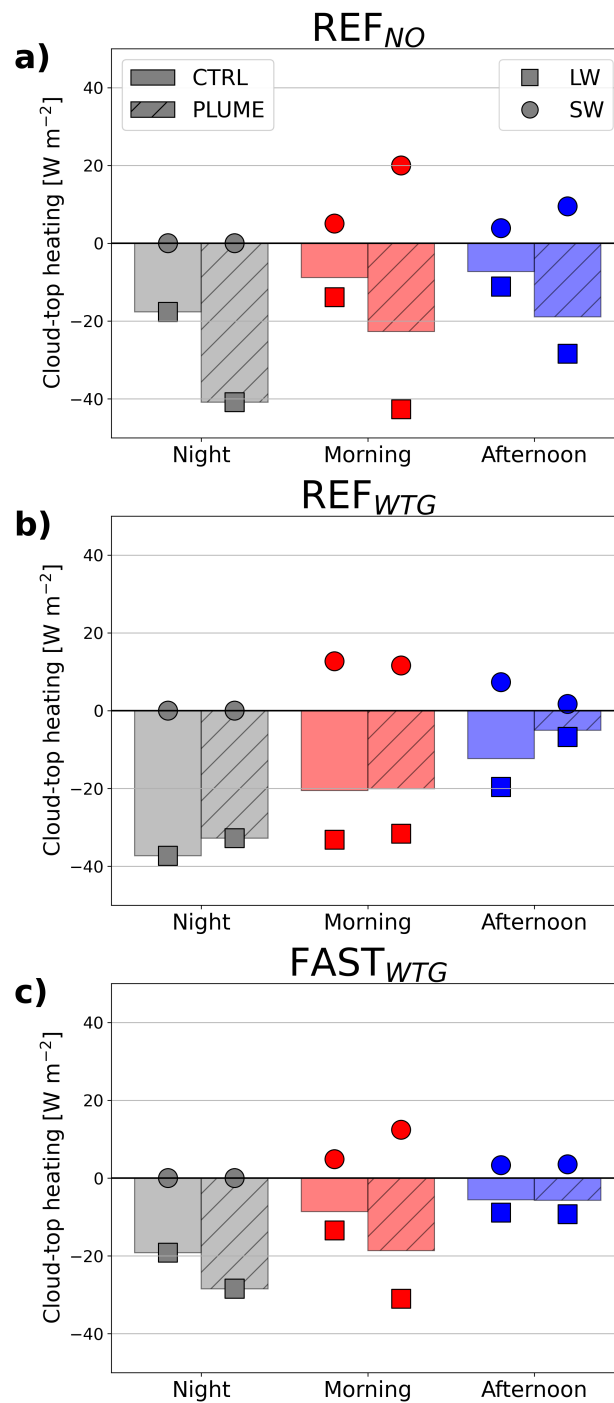 REF_NO
a)
CTRL
PLUME
LW
SW
Cloud-top heating [W m⁻²]
40
20
0
−20
−40
Night Morning Afternoon
REF_WTG
b)
Cloud-top heating [W m⁻²]
40
20
0
−20
−40
Night Morning Afternoon
FAST_WTG
c)
Cloud-top heating [W m⁻²]
40
20
0
−20
−40
Night Morning Afternoon